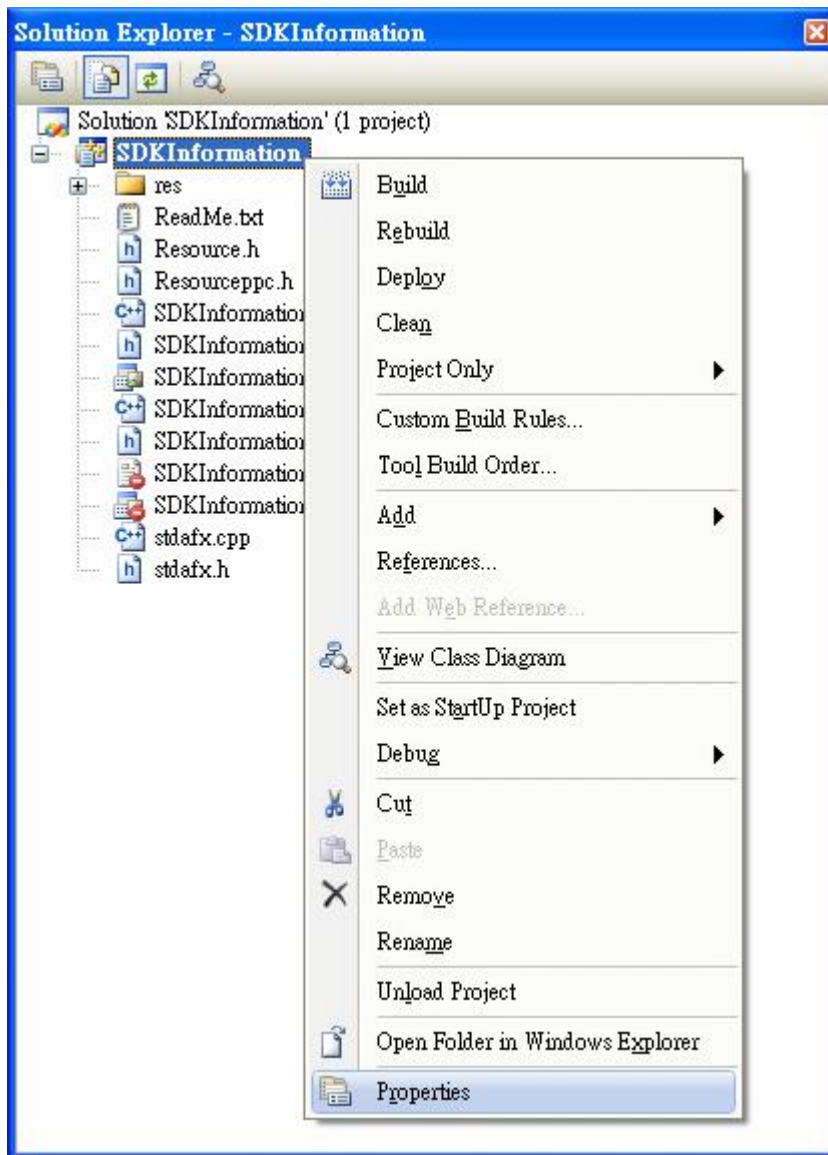 Solution Explorer - SDKInformation
Solution 'SDKInformation' (1 project)
SDKInformation
res
ReadMe.txt
Resource.h
Resourceppc.h
SDKInformation
SDKInformation
SDKInformation
SDKInformation
SDKInformation
SDKInformation
SDKInformation
stdafx.cpp
stdafx.h
Build
Rebuild
Deploy
Clean
Project Only
Custom Build Rules...
Tool Build Order...
Add
References...
Add Web Reference...
View Class Diagram
Set as StartUp Project
Debug
Cut
Paste
Remove
Rename
Unload Project
Open Folder in Windows Explorer
Properties